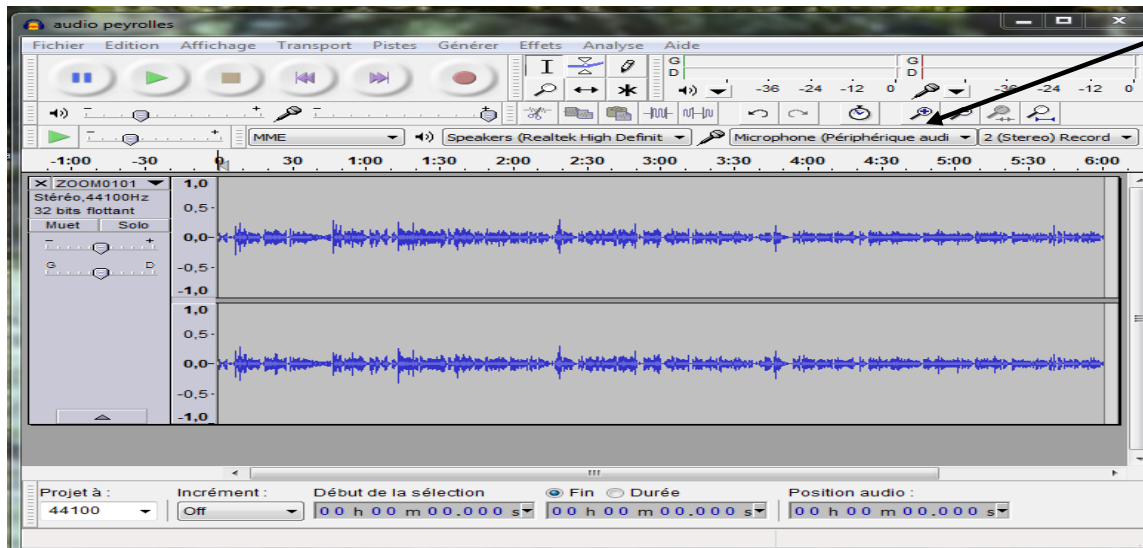 audio peyrolles
Fichier Edition Affichage Transport Pistes Générer Effets Analyse Aide
G
D
-36 -24 -12 0
G
D
-36 -24 -12 0
MME
Speakers (Realtek High Definit
Microphone (Périphérique audi
2 (Stereo) Record
-1:00 -30 0 30 1:00 1:30 2:00 2:30 3:00 3:30 4:00 4:30 5:00 5:30 6:00
ZOOM0101
Stéréo,44100Hz
32 bits flottant
Muet Solo
- +
G D
1,0
0,5-
0,0-
-0,5-
-1,0
1,0
0,5-
0,0-
-0,5-
-1,0
Projet à : Incrément : Début de la sélection Fin Durée Position audio :
44100 Off 00 h 00 m 00.000 s 00 h 00 m 00.000 s 00 h 00 m 00.000 s